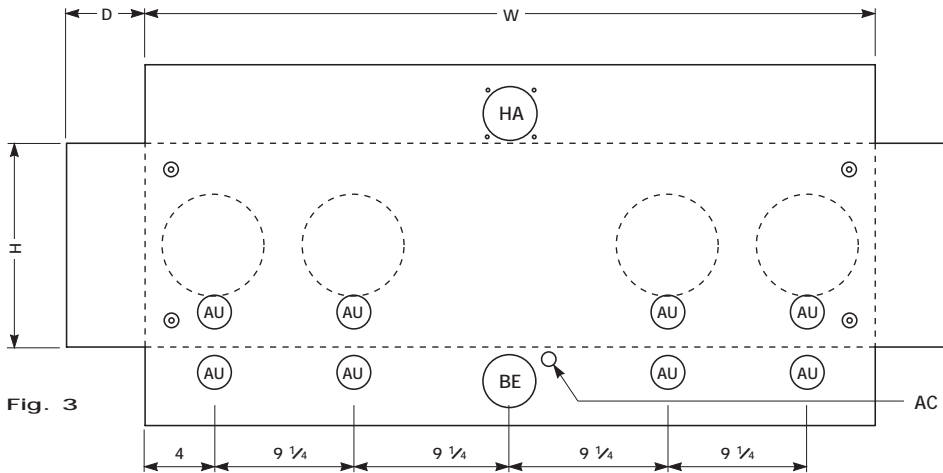 D
W
HA
H
AU AU AU AU
AU AU BE AU AU
Fig. 3
AC
4 9 ¼ 9 ¼ 9 ¼ 9 ¼